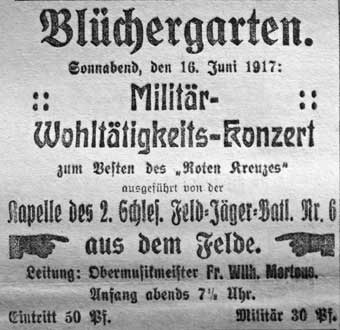 Blüchergarten.
Sonnabend, den 16. Juni 1917:
:: Militär- ::
Wohltätigkeits-Konzert
zum Besten des „Roten Kreuzes"
ausgeführt von der
Kapelle des 2. Schles. Feld-Jäger-Batl. Nr. 6
aus dem Felde.
Leitung: Obermusikmeister Fr. Wilh.
Anfang abends 7½ Uhr.
Eintritt 50 Pf. Militär 30 Pf.